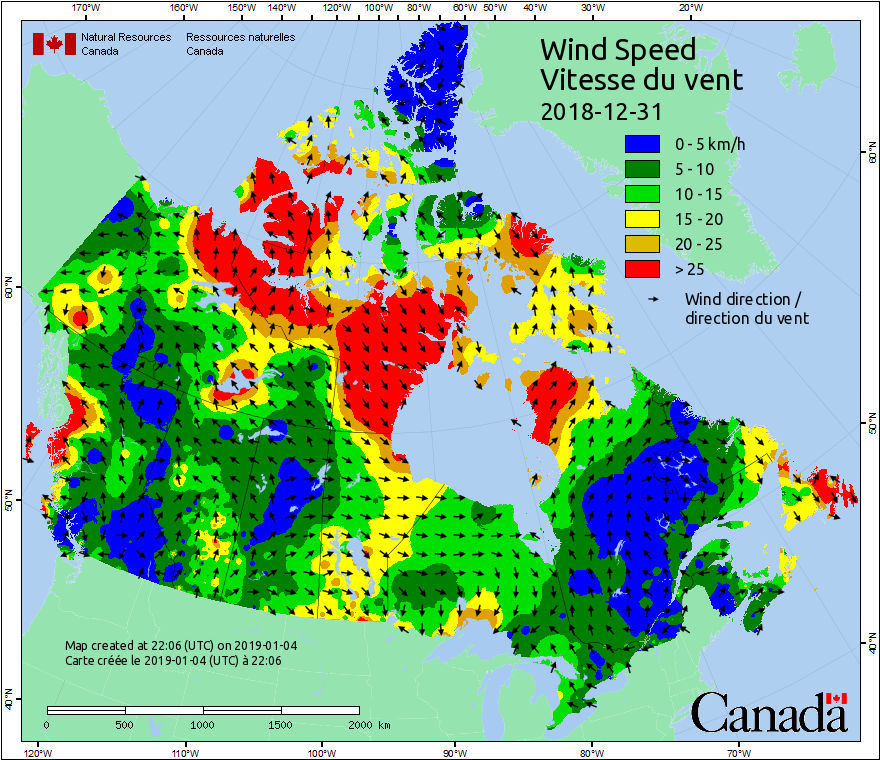 170°W 160°W 150°W 140°W 120°W 100°W 80°W 60°W 50°W 40°W 30°W 20°W
Natural Resources Canada
Ressources naturelles Canada
Wind Speed
Vitesse du vent
2018-12-31
0 - 5 km/h
5 - 10
10 - 15
15 - 20
20 - 25
> 25
Wind direction /
direction du vent
60°N
50°N
40°N
60°N
50°N
40°N
Map created at 22:06 (UTC) on 2019-01-04
Carte créée le 2019-01-04 (UTC) à 22:06
0 500 1000 1500 2000 km
Canada
120°W 110°W 100°W 90°W 80°W 70°W